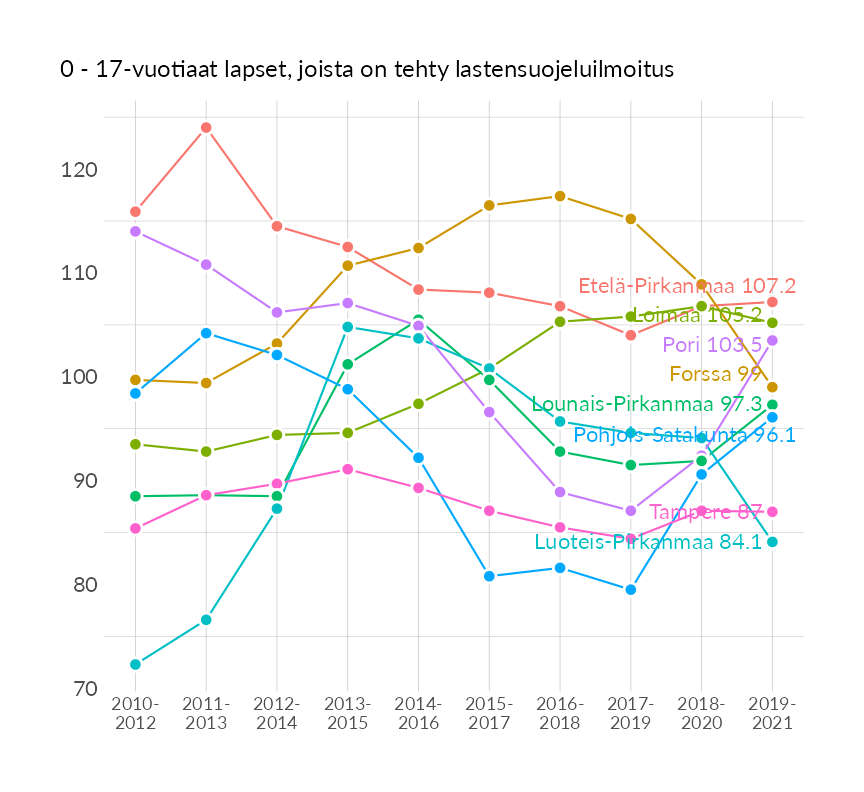 0 - 17-vuotiaat lapset, joista on tehty lastensuojeluilmoitus
120
110
100
90
80
70
Etelä-Pirkanmaa 107.2
Loimaa 105.2
Pori 103.5
Forssa 99
Lounais-Pirkanmaa 97.3
Pohjois-Satakunta 96.1
Tampere 87
Luoteis-Pirkanmaa 84.1
2010-2012
2011-2013
2012-2014
2013-2015
2014-2016
2015-2017
2016-2018
2017-2019
2018-2020
2019-2021